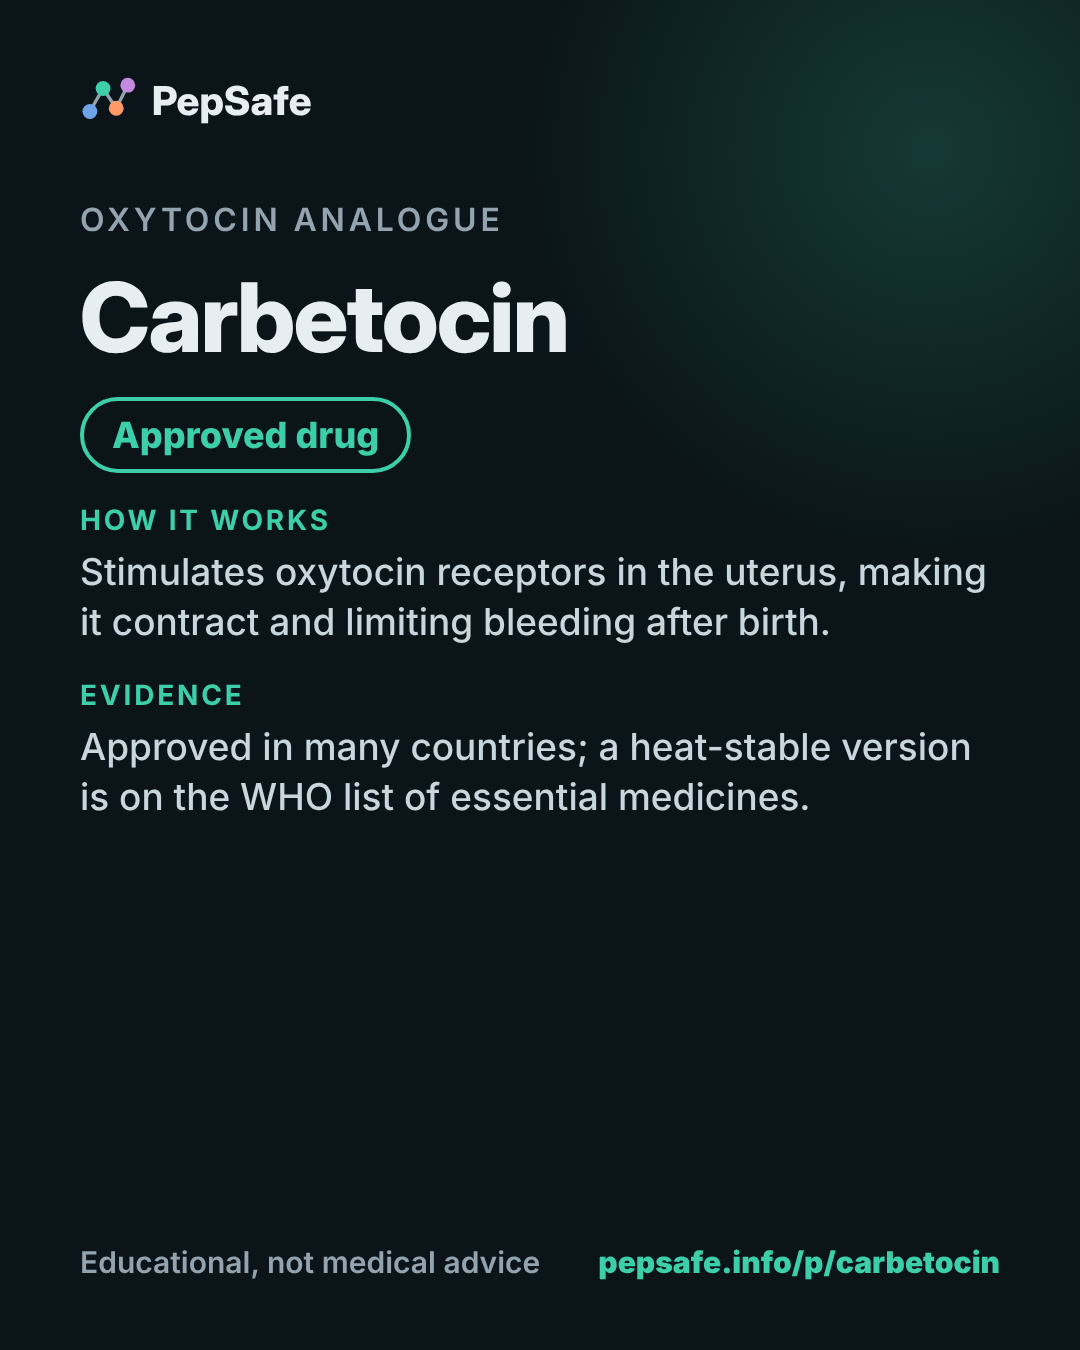 PepSafe
OXYTOCIN ANALOGUE
Carbetocin
Approved drug
HOW IT WORKS
Stimulates oxytocin receptors in the uterus, making
it contract and limiting bleeding after birth.
EVIDENCE
Approved in many countries; a heat-stable version
is on the WHO list of essential medicines.
Educational, not medical advice
pepsafe.info/p/carbetocin